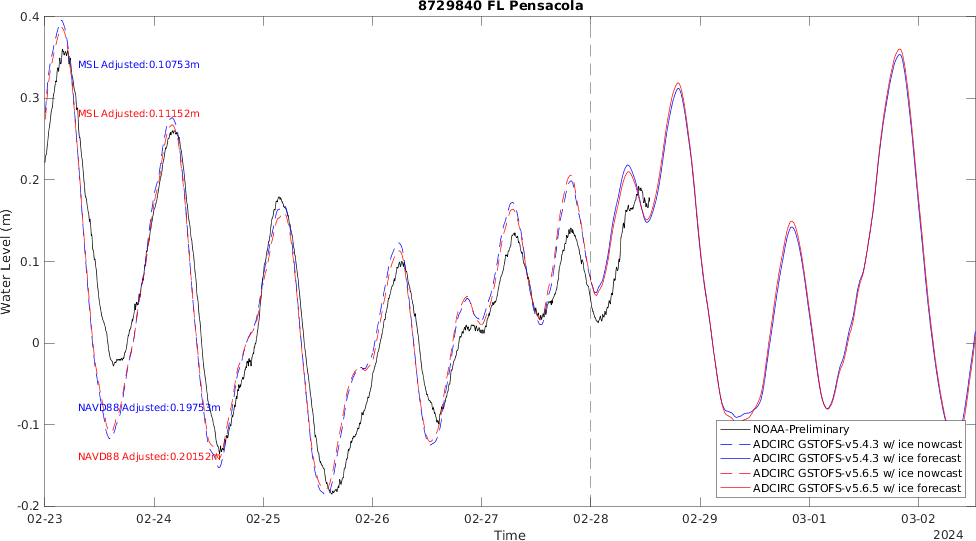 8729840 FL Pensacola
0.4
MSL Adjusted:0.10753m
0.3
MSL Adjusted:0.11152m
0.2
0.1
0
NAVD88 Adjusted:0.19753m
-0.1
NAVD88 Adjusted:0.20152m
-0.2
Water Level (m)
NOAA-Preliminary
ADCIRC GSTOFS-v5.4.3 w/ ice nowcast
ADCIRC GSTOFS-v5.4.3 w/ ice forecast
ADCIRC GSTOFS-v5.6.5 w/ ice nowcast
ADCIRC GSTOFS-v5.6.5 w/ ice forecast
02-23 02-24 02-25 02-26 02-27 02-28 02-29 03-01 03-02
Time
2024